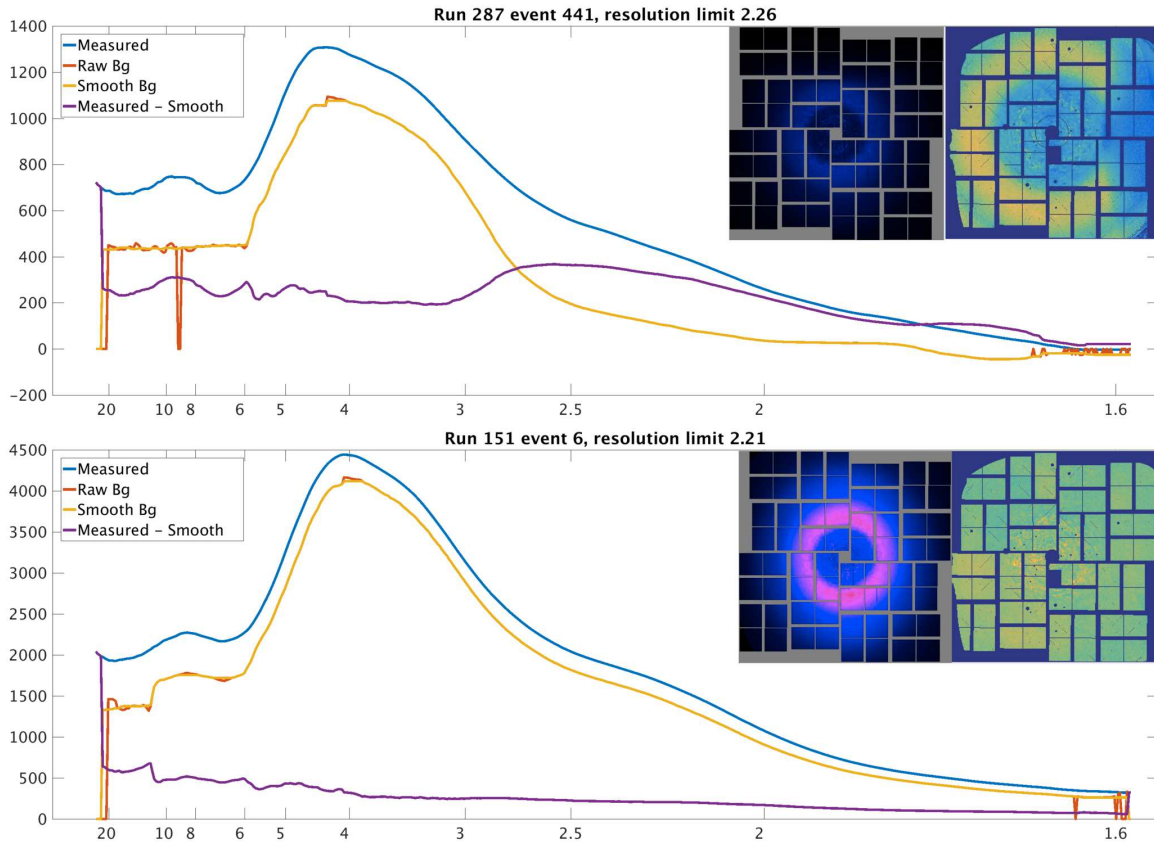 Run 287 event 441, resolution limit 2.26
1400
1200
1000
800
600
400
200
0
-200
Measured
Raw Bg
Smooth Bg
Measured - Smooth
20 10 8 6 5 4 3 2.5 2 1.6
Run 151 event 6, resolution limit 2.21
4500
4000
3500
3000
2500
2000
1500
1000
500
0
Measured
Raw Bg
Smooth Bg
Measured - Smooth
20 10 8 6 5 4 3 2.5 2 1.6